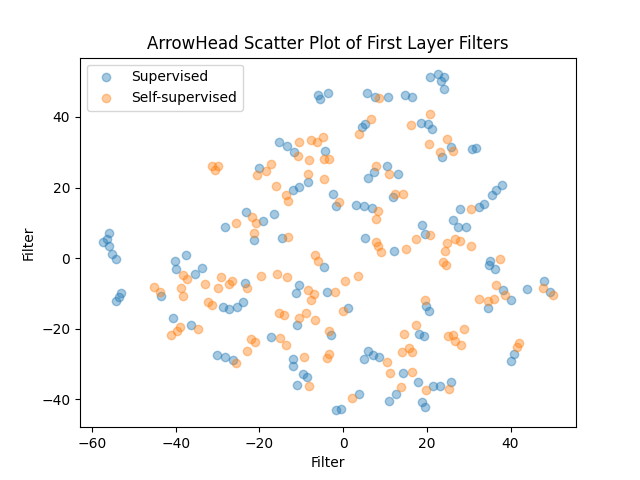 ArrowHead Scatter Plot of First Layer Filters
Supervised
Self-supervised
40
20
0
−20
−40
Filter
−60
−40
−20
0
20
40
Filter